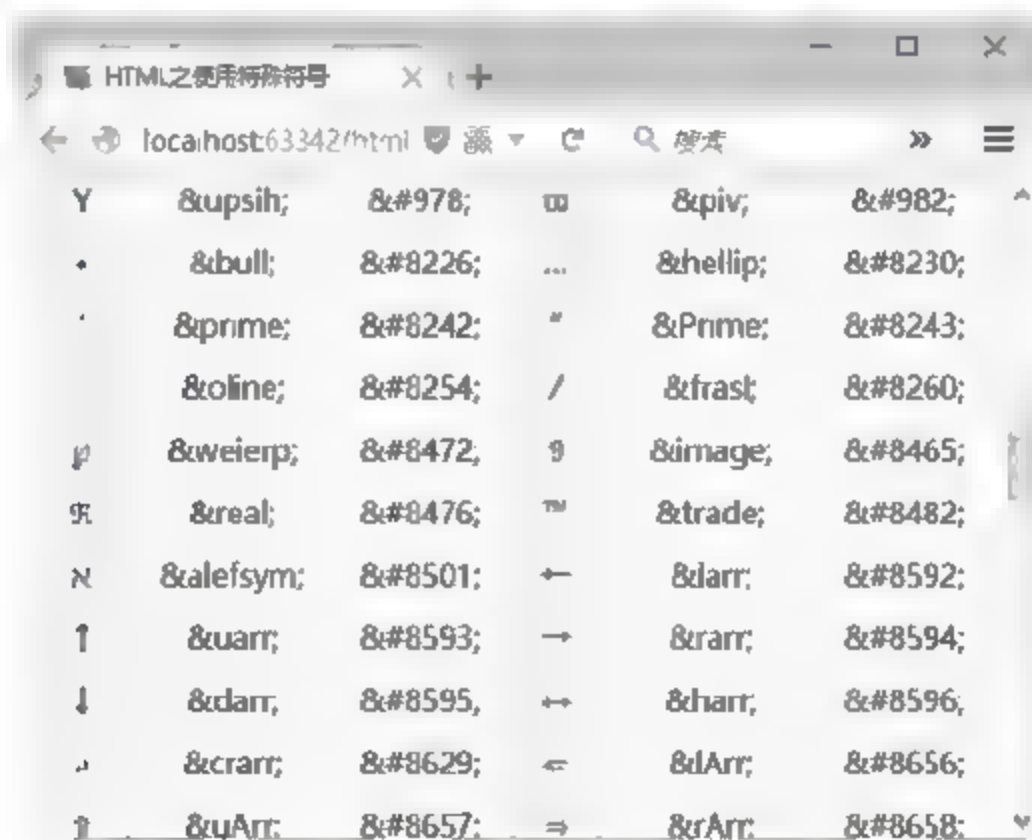 HTML之使用特殊符号
localhost:63342/html 搜索
ϒ &upsih; &#978; ϖ &piv; &#982;
• &bull; &#8226; … &hellip; &#8230;
′ &prime; &#8242; ″ &Prime; &#8243;
&oline; &#8254; ⁄ &frasl; &#8260;
℘ &weierp; &#8472; ℑ &image; &#8465;
ℜ &real; &#8476; ™ &trade; &#8482;
ℵ &alefsym; &#8501; ← &larr; &#8592;
↑ &uarr; &#8593; → &rarr; &#8594;
↓ &darr; &#8595; ↔ &harr; &#8596;
↵ &crarr; &#8629; ⇐ &lArr; &#8656;
⇑ &uArr; &#8657; ⇒ &rArr; &#8658;